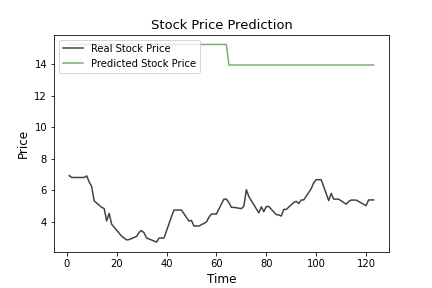 Stock Price Prediction
Real Stock Price
Predicted Stock Price
Price
14
12
10
8
6
4
0 20 40 60 80 100 120
Time